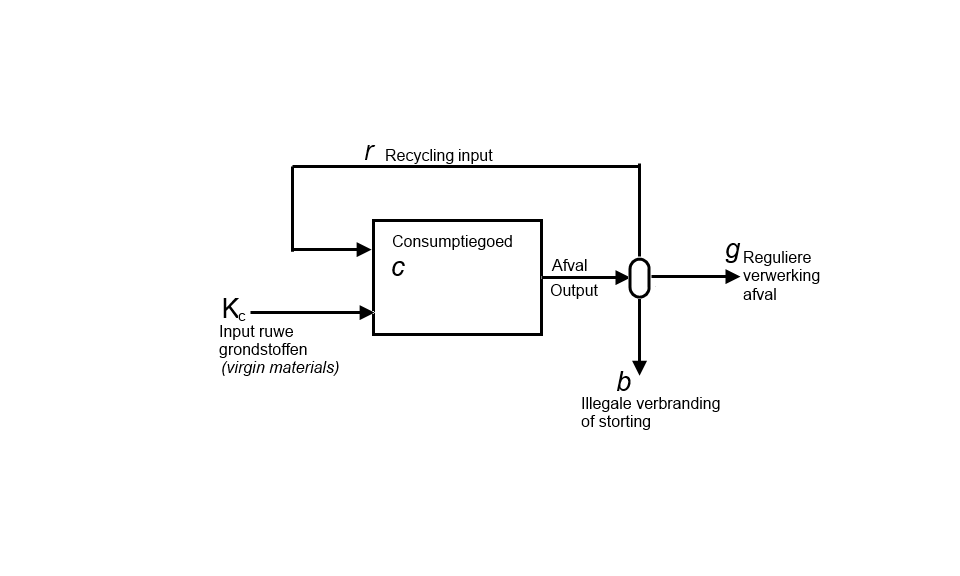 r Recycling input
Consumptiegoed
c
Afval
Output
g Reguliere
verwerking
afval
Kc
Input ruwe
grondstoffen
(virgin materials)
b
Illegale verbranding
of storting